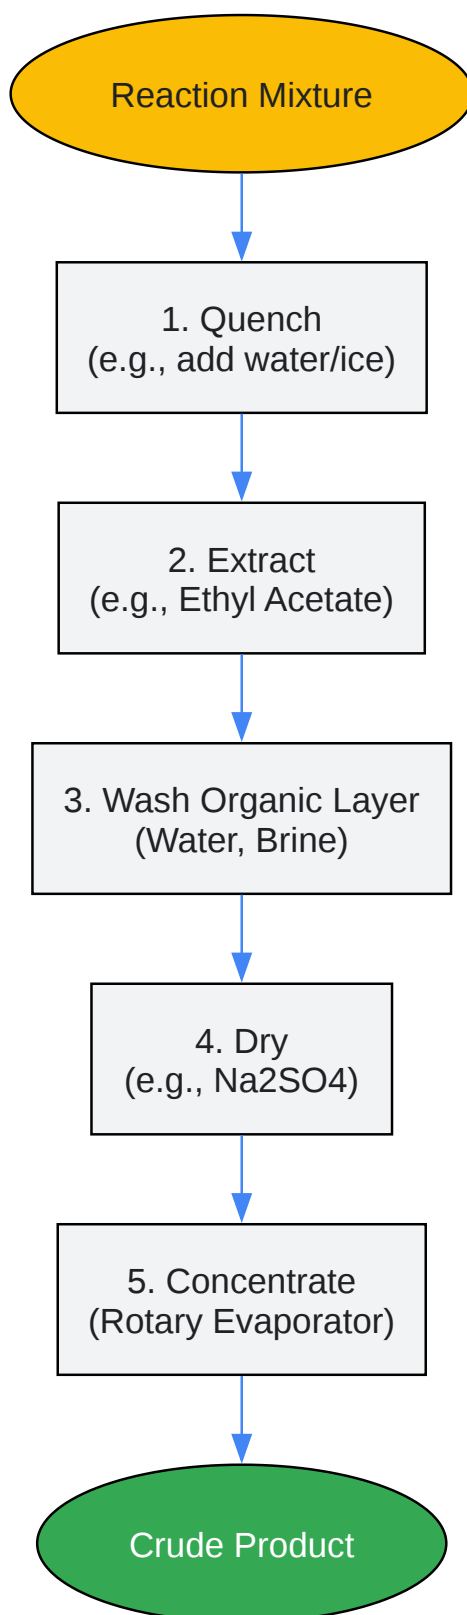 Reaction Mixture
1. Quench
(e.g., add water/ice)
2. Extract
(e.g., Ethyl Acetate)
3. Wash Organic Layer
(Water, Brine)
4. Dry
(e.g., Na2SO4)
5. Concentrate
(Rotary Evaporator)
Crude Product